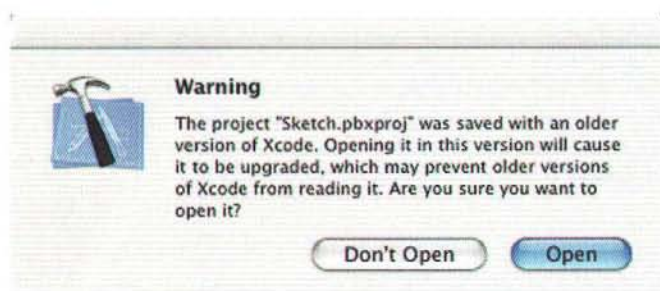 Warning
The project "Sketch.pbxproj" was saved with an older
version of Xcode. Opening it in this version will cause
it to be upgraded, which may prevent older versions
of Xcode from reading it. Are you sure you want to
open it?
Don't Open
Open